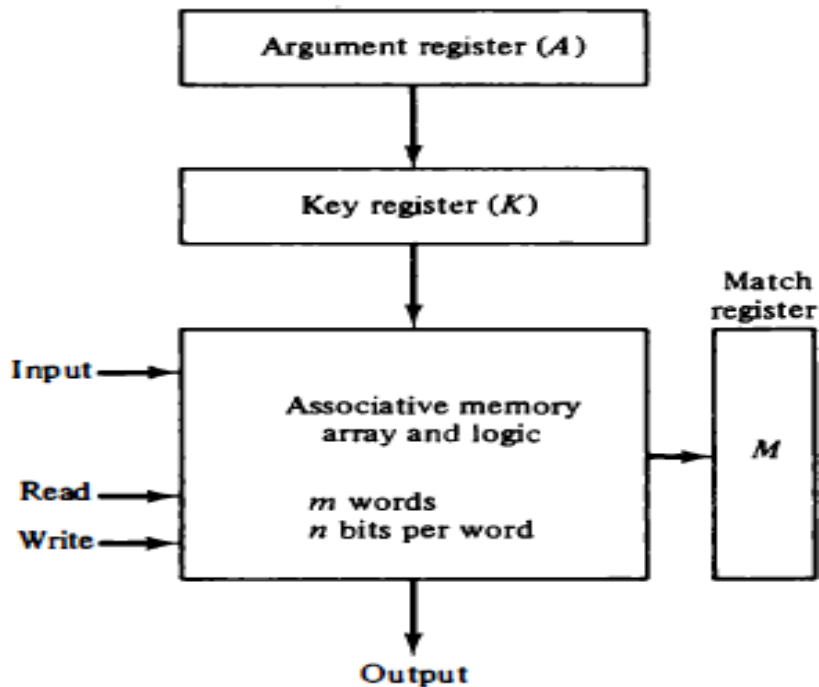 Argument register (A)
Key register (K)
Match
register
Input
Associative memory
array and logic
M
Read
m words
Write
n bits per word
Output